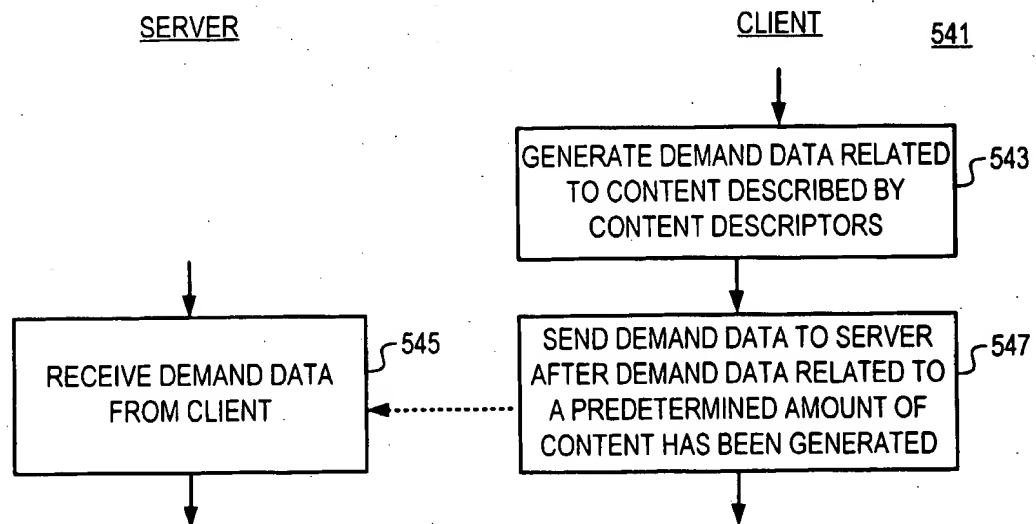 SERVER
CLIENT
541
GENERATE DEMAND DATA RELATED
TO CONTENT DESCRIBED BY
CONTENT DESCRIPTORS
543
RECEIVE DEMAND DATA
FROM CLIENT
545
SEND DEMAND DATA TO SERVER
AFTER DEMAND DATA RELATED TO
A PREDETERMINED AMOUNT OF
CONTENT HAS BEEN GENERATED
547